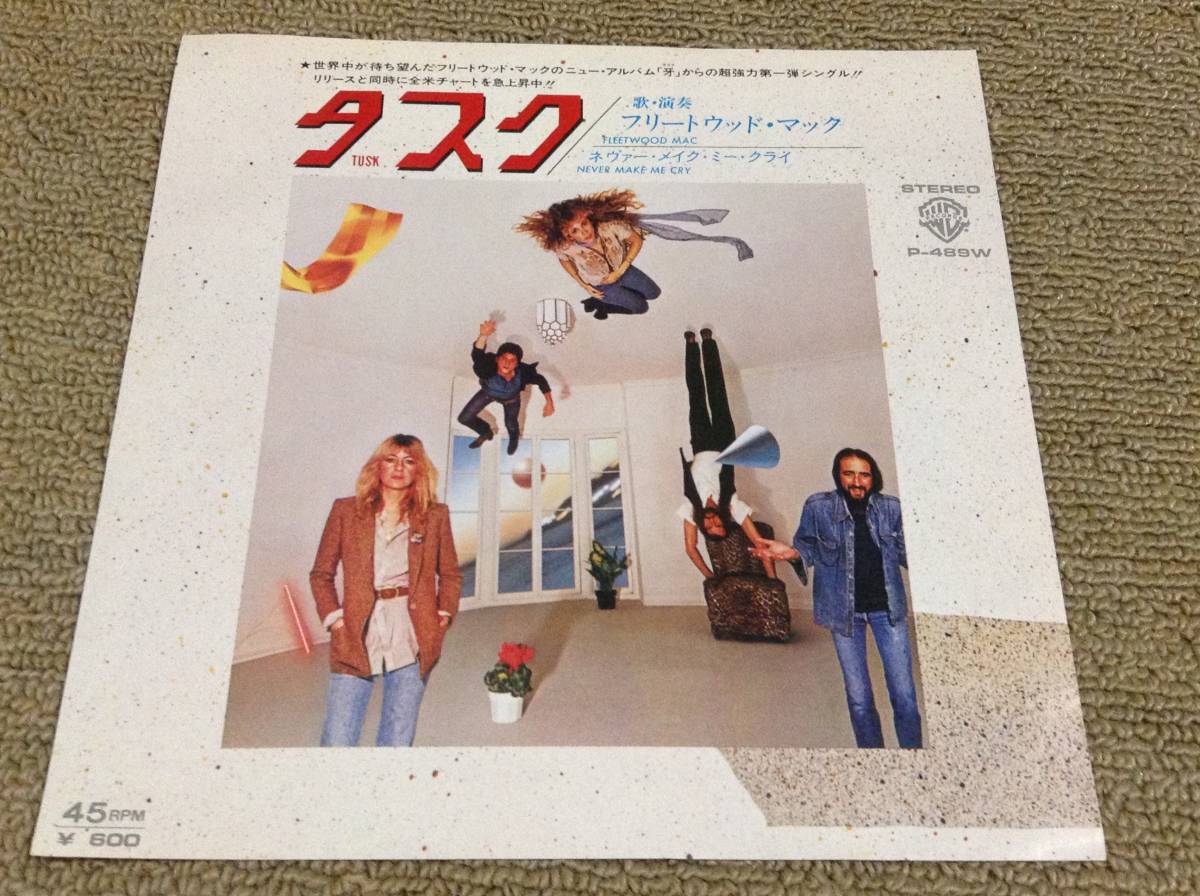 ★世界中が待ち望んだフリートウッド・マックのニュー・アルバム「牙」からの超強力第一弾シングル!!
リリースと同時に全米チャートを急上昇中!!
タスク
TUSK
歌・演奏
フリートウッド・マック
FLEETWOOD MAC
ネヴァー・メイク・ミー・クライ
NEVER MAKE ME CRY
STEREO
P-489W
45RPM
¥ 600